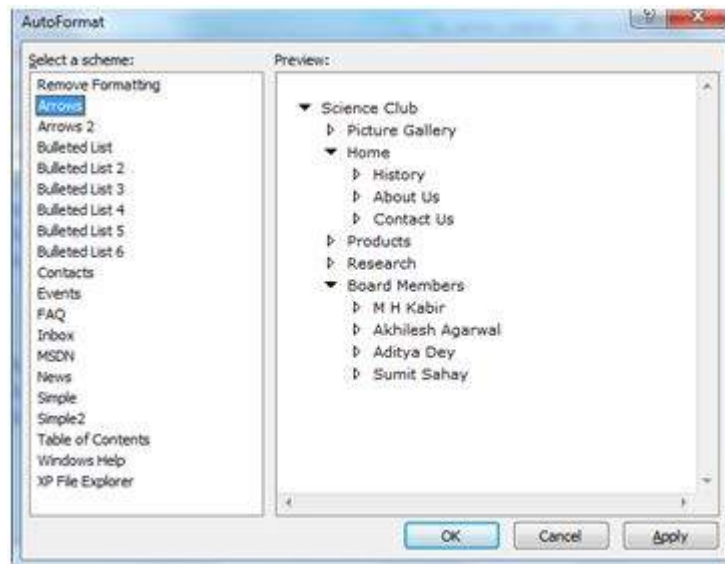 AutoFormat
Select a scheme:
Remove Formatting
Arrows
Arrows 2
Bulleted List
Bulleted List 2
Bulleted List 3
Bulleted List 4
Bulleted List 5
Bulleted List 6
Contacts
Events
FAQ
Inbox
MSDN
News
Simple
Simple2
Table of Contents
Windows Help
XP File Explorer
Preview:
Science Club
Picture Gallery
Home
History
About Us
Contact Us
Products
Research
Board Members
M H Kabir
Akhilesh Agarwal
Aditya Dey
Sumit Sahay
OK Cancel Apply